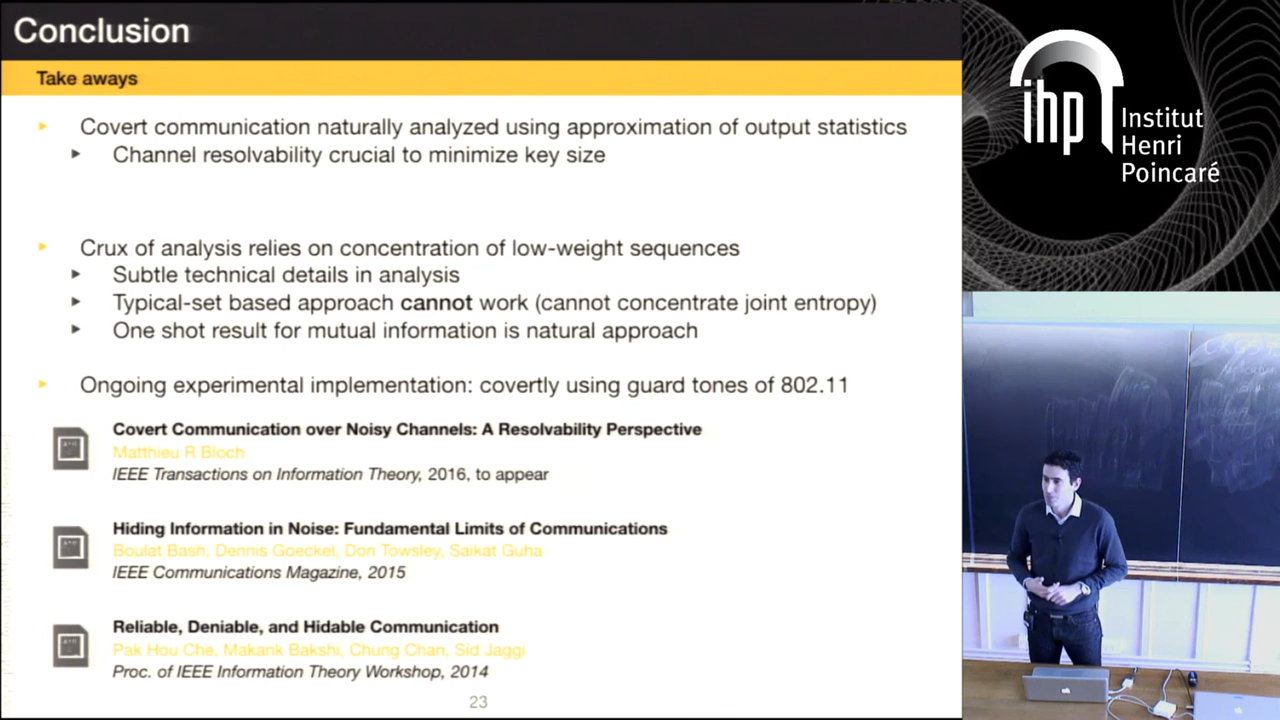 Conclusion
Take aways
Covert communication naturally analyzed using approximation of output statistics
Channel resolvability crucial to minimize key size
Crux of analysis relies on concentration of low-weight sequences
Subtle technical details in analysis
Typical-set based approach cannot work (cannot concentrate joint entropy)
One shot result for mutual information is natural approach
Ongoing experimental implementation: covertly using guard tones of 802.11
Covert Communication over Noisy Channels: A Resolvability Perspective
Matthieu R Bloch
IEEE Transactions on Information Theory, 2016, to appear
Hiding Information in Noise: Fundamental Limits of Communications
Boulat Bash, Dennis Goeckel, Don Towsley, Saikat Guha
IEEE Communications Magazine, 2015
Reliable, Deniable, and Hidable Communication
Pak Hou Che, Makank Bakshi, Chung Chan, Sid Jaggi
Proc. of IEEE Information Theory Workshop, 2014
23
ihp
Institut
Henri
Poincaré